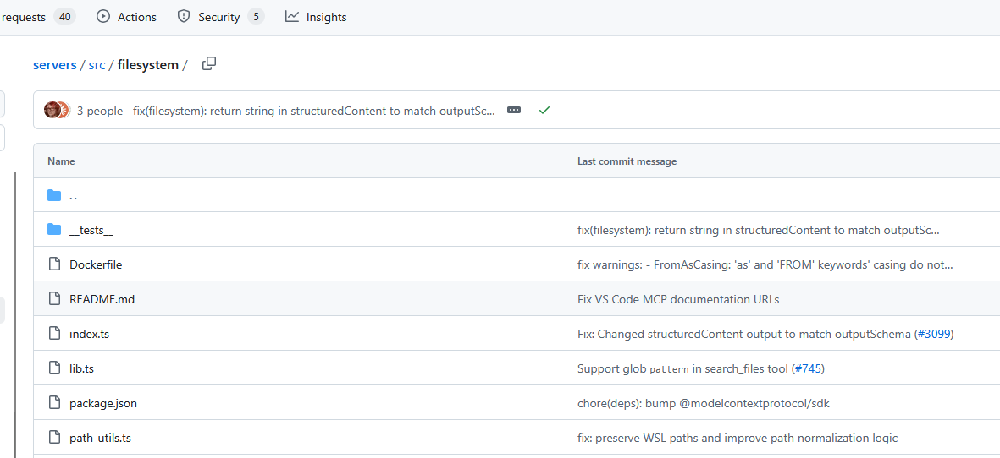 requests 40 Actions Security 5 Insights
servers / src / filesystem /
3 people fix(filesystem): return string in structuredContent to match outputSc...
Name Last commit message
..
__tests__ fix(filesystem): return string in structuredContent to match outputSc...
Dockerfile fix warnings: - FromAsCasing: 'as' and 'FROM' keywords' casing do not...
README.md Fix VS Code MCP documentation URLs
index.ts Fix: Changed structuredContent output to match outputSchema (#3099)
lib.ts Support glob pattern in search_files tool (#745)
package.json chore(deps): bump @modelcontextprotocol/sdk
path-utils.ts fix: preserve WSL paths and improve path normalization logic